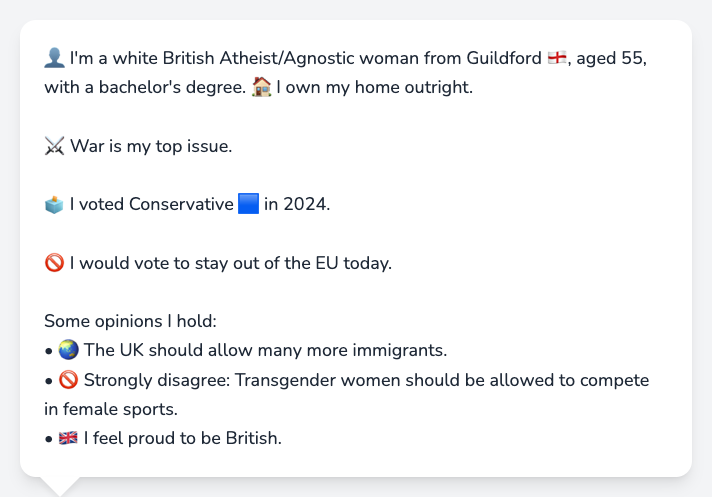 👤 I'm a white British Atheist/Agnostic woman from Guildford 🏴󠁧󠁢󠁥󠁮󠁧󠁿, aged 55,
with a bachelor's degree. 🏠 I own my home outright.
⚔️ War is my top issue.
🗳️ I voted Conservative 🟦 in 2024.
🚫 I would vote to stay out of the EU today.
Some opinions I hold:
• 🌏 The UK should allow many more immigrants.
• 🚫 Strongly disagree: Transgender women should be allowed to compete
in female sports.
• 🇬🇧 I feel proud to be British.